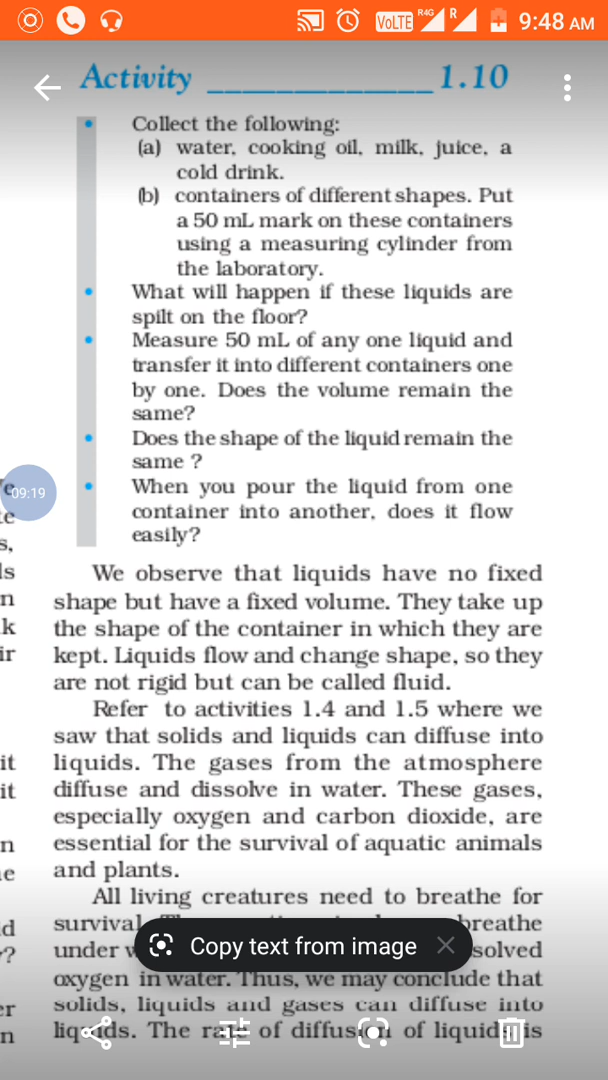 VoLTE R4G R 9:48 AM
Activity ____________ 1.10
• Collect the following:
(a) water, cooking oil, milk, juice, a
cold drink.
(b) containers of different shapes. Put
a 50 mL mark on these containers
using a measuring cylinder from
the laboratory.
• What will happen if these liquids are
spilt on the floor?
• Measure 50 mL of any one liquid and
transfer it into different containers one
by one. Does the volume remain the
same?
• Does the shape of the liquid remain the
same ?
• When you pour the liquid from one
container into another, does it flow
easily?
09:19
We observe that liquids have no fixed
shape but have a fixed volume. They take up
the shape of the container in which they are
kept. Liquids flow and change shape, so they
are not rigid but can be called fluid.
Refer to activities 1.4 and 1.5 where we
saw that solids and liquids can diffuse into
liquids. The gases from the atmosphere
diffuse and dissolve in water. These gases,
especially oxygen and carbon dioxide, are
essential for the survival of aquatic animals
and plants.
All living creatures need to breathe for
survival breathe
under solved
Copy text from image
oxygen in water. Thus, we may conclude that
solids, liquids and gases can diffuse into
liquids. The rate of diffusion of liquids is